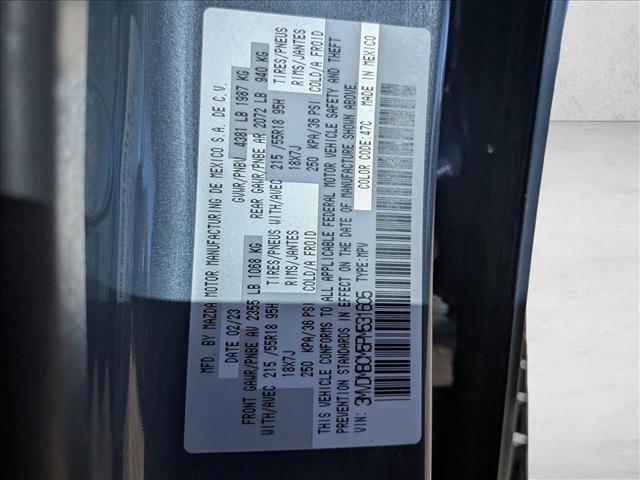 MFD. BY MAZDA MOTOR MANUFACTURING DE MEXICO S.A. DE C.V.
DATE 02/23 GVWR/PNBV 4381 LB 1987 KG
FRONT GAWR/PNBE AV 2355 LB 1068 KG REAR GAWR/PNBE AR 2072 LB 940 KG
WITH/AVEC 215 /55R18 95H TIRES/PNEUS WITH/AVEC 215 /55R18 95H TIRES/PNEUS
18X7J RIMS/JANTES 18X7J RIMS/JANTES
250 KPA/36 PSI COLD/A FROID 250 KPA/36 PSI COLD/A FROID
THIS VEHICLE CONFORMS TO ALL APPLICABLE FEDERAL MOTOR VEHICLE SAFETY AND THEFT
PREVENTION STANDARDS IN EFFECT ON THE DATE OF MANUFACTURE SHOWN ABOVE.
VIN: 3MVDMBCM5PM531605 TYPE:MPV COLOR CODE:47C MADE IN MEXICO